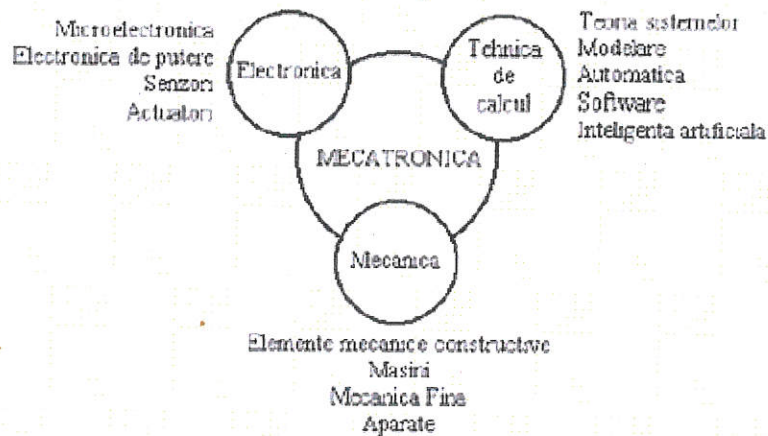 Microelectronica
Electronica de putere
Senzori
Actuatori
Electronica
Tehnica
de
calcul
Teoria sistemelor
Modelare
Automatica
Software
Inteligenta artificiala
MECATRONICA
Mecanica
Elemente mecanice constructive
Masini
Mecanica Fina
Aparate